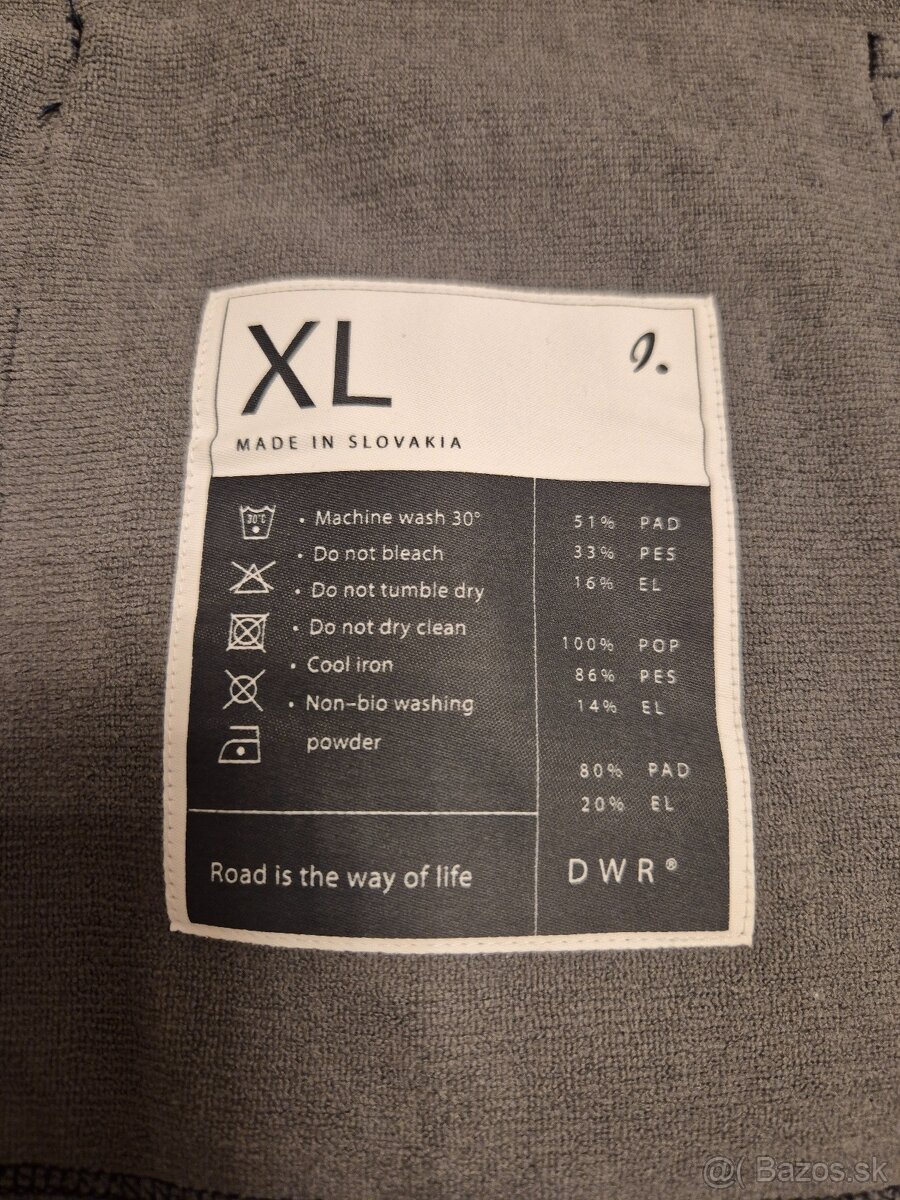 XL
g.
MADE IN SLOVAKIA
30°C
• Machine wash 30°
• Do not bleach
• Do not tumble dry
• Do not dry clean
• Cool iron
• Non-bio washing
powder
51% PAD
33% PES
16% EL
100% POP
86% PES
14% EL
80% PAD
20% EL
Road is the way of life
DWR®
@( Bazos.sk